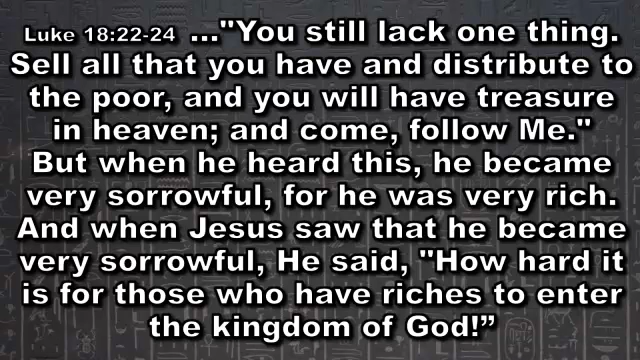 Luke 18:22-24 ..."You still lack one thing.
Sell all that you have and distribute to
the poor, and you will have treasure
in heaven; and come, follow Me."
But when he heard this, he became
very sorrowful, for he was very rich.
And when Jesus saw that he became
very sorrowful, He said, "How hard it
is for those who have riches to enter
the kingdom of God!”